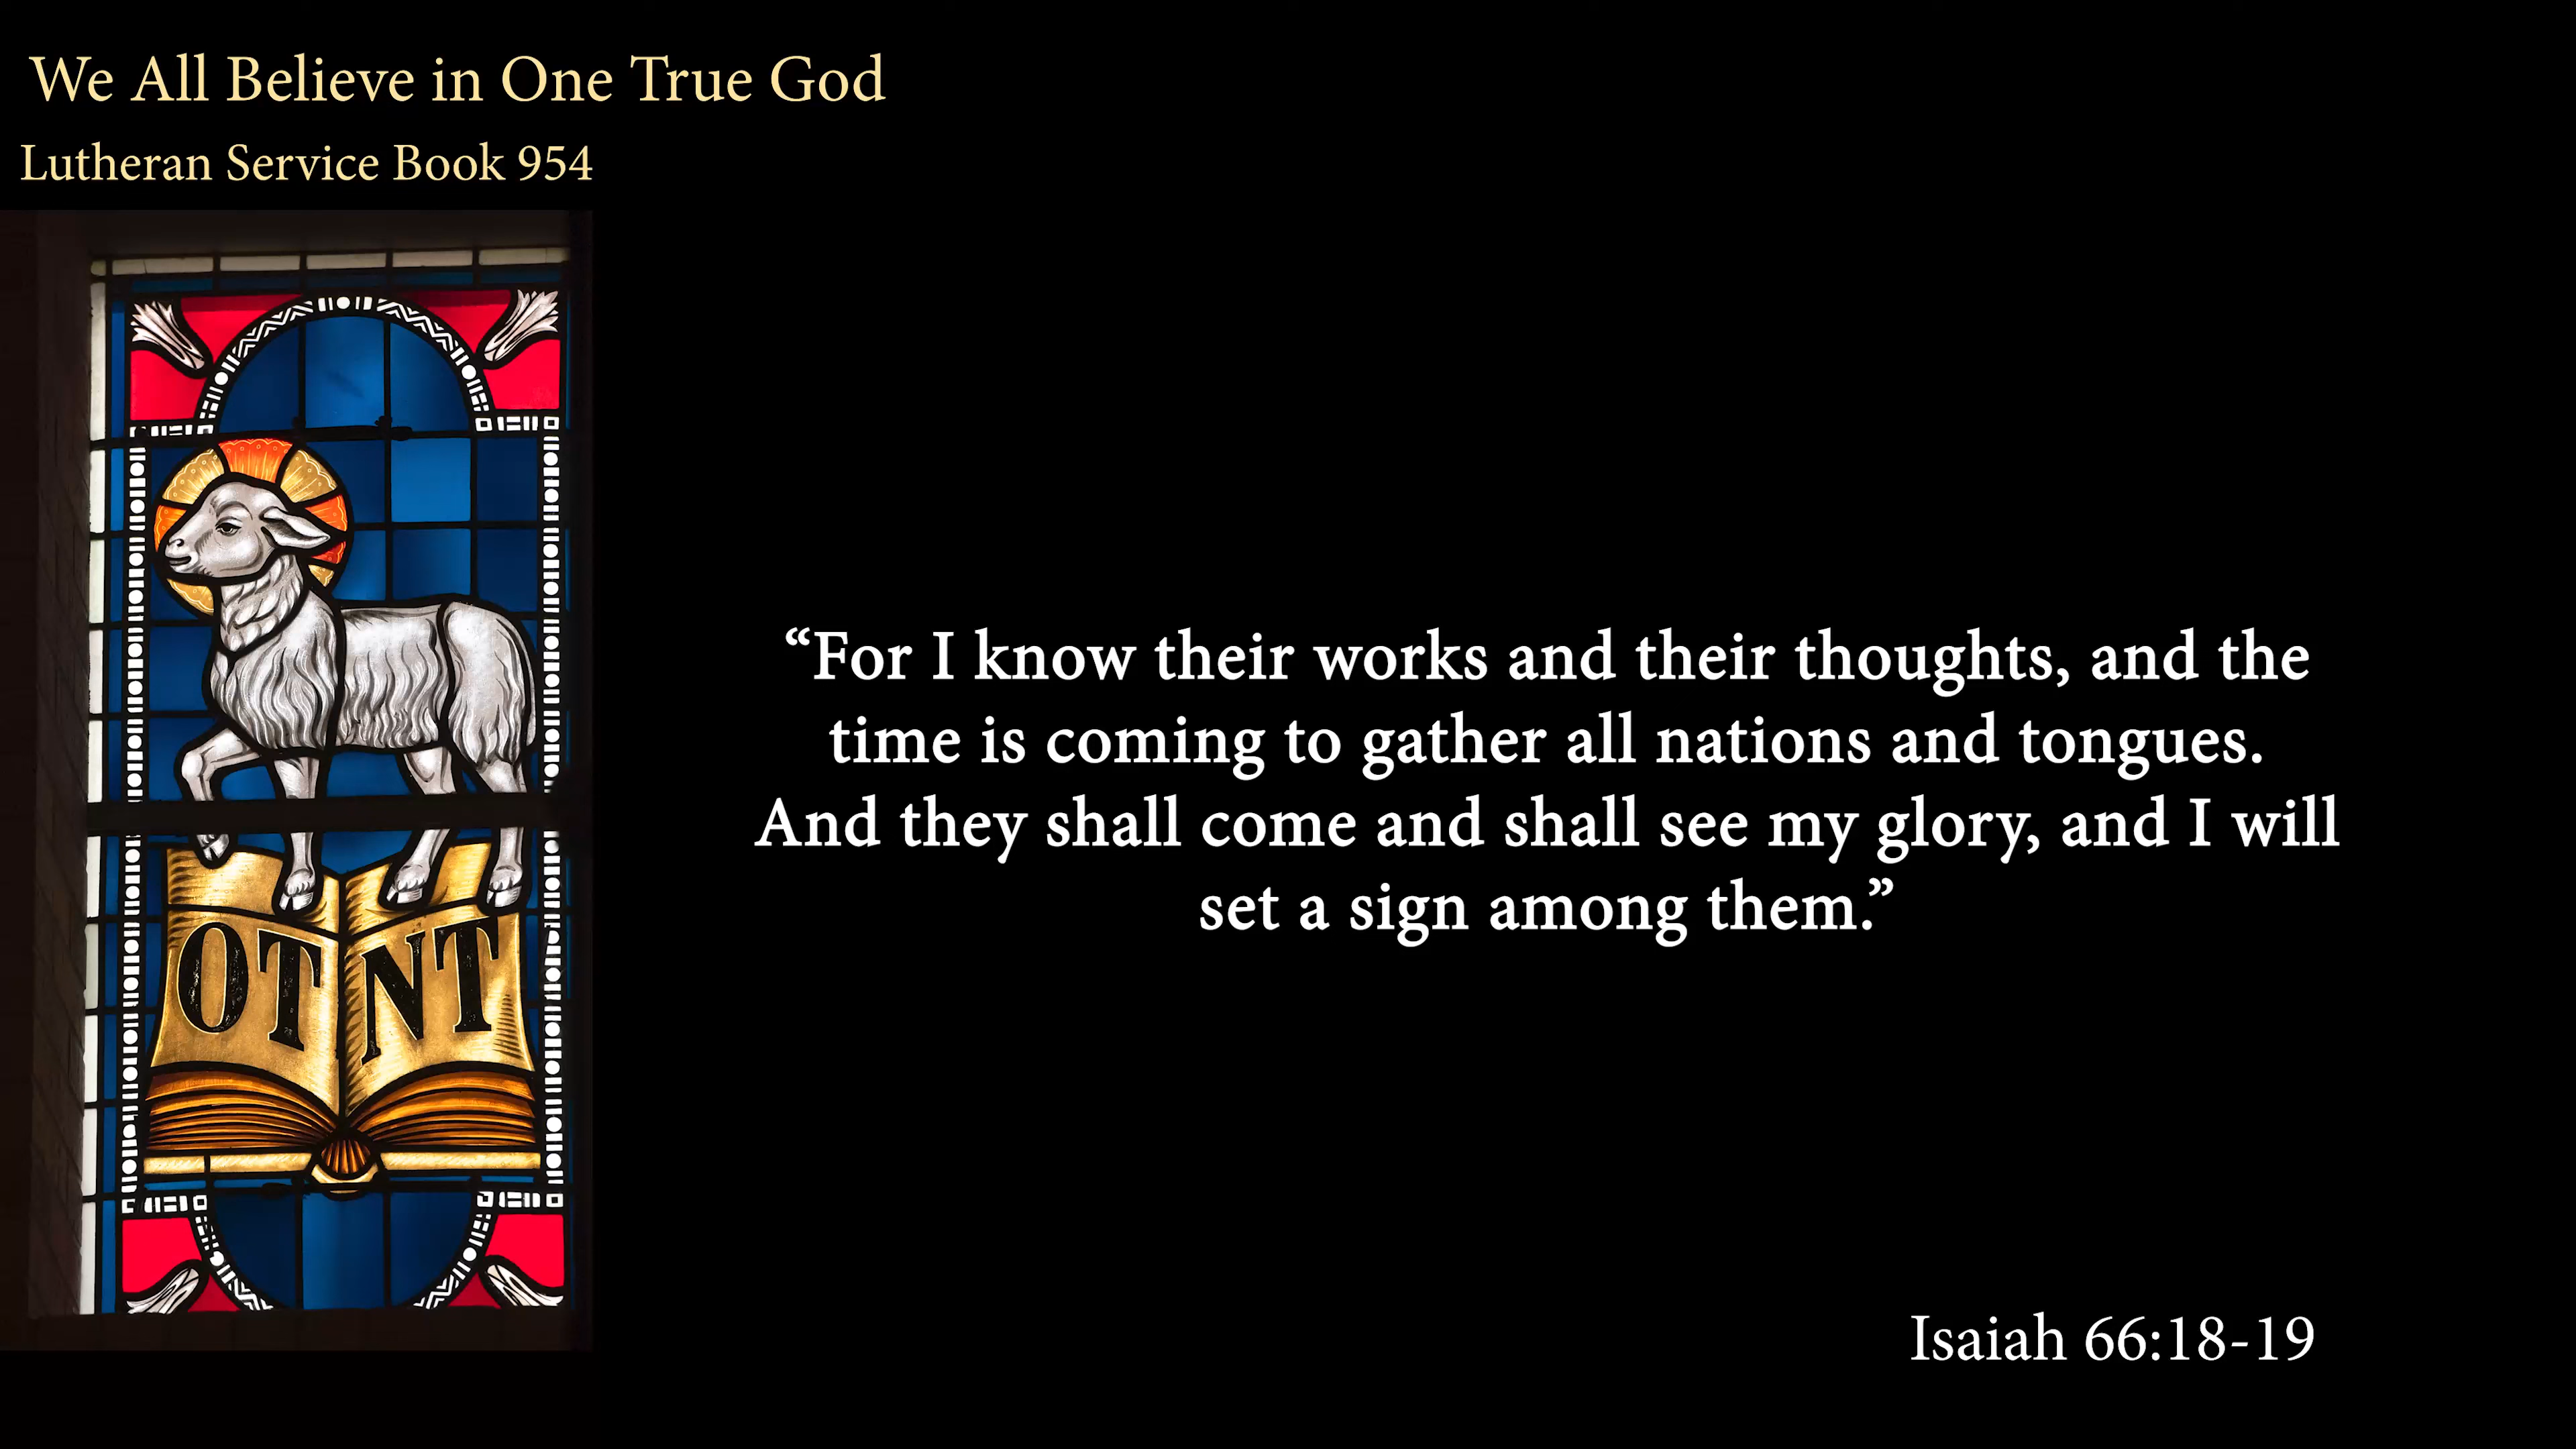 We All Believe in One True God
Lutheran Service Book 954
OT NT
“For I know their works and their thoughts, and the
time is coming to gather all nations and tongues.
And they shall come and shall see my glory, and I will
set a sign among them.”
Isaiah 66:18-19